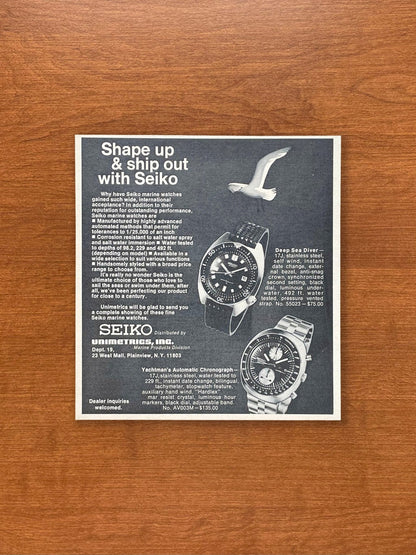 Shape up
& ship out
with Seiko
Why have Seiko marine watches
gained such wide, international
acceptance? In addition to their
reputation for outstanding performance,
Seiko marine watches are
■ Manufactured by highly advanced
automated methods that permit for
tolerances to 1/25,000 of an inch
■ Corrosion resistant to salt water spray
and salt water immersion ■ Water tested
to depths of 98.2, 229 and 492 ft.
(depending on model) ■ Available in a
wide selection to suit various functions
■ Handsomely styled with a broad price
range to choose from.
It's really no wonder Seiko is the
ultimate choice of those who love to
sail the seas or swim under them, after
all, we've been perfecting our product
for close to a century.
Unimetrics will be glad to send you
a complete showing of these fine
Seiko marine watches.
SEIKO Distributed by
UNIMETRICS, INC.
Dept. 15 Marine Products Division
23 West Mall, Plainview, N.Y. 11803
Deep Sea Diver—
17J, stainless steel,
self wind, instant
date change, exter-
nal bezel, anti-snag
crown, synchronized
second setting, black
dial, luminous under-
water, 492 ft. water
tested, pressure vented
strap. No. 55023—$75.00
Yachtman's Automatic Chronograph—
17J, stainless steel, water tested to
229 ft., instant date change, bilingual,
tachymeter, stopwatch feature,
auxiliary hand wind, "Hardlex"
mar resist crystal, luminous hour
markers, black dial, adjustable band.
No. AV003M—$135.00
Dealer inquiries
welcomed.